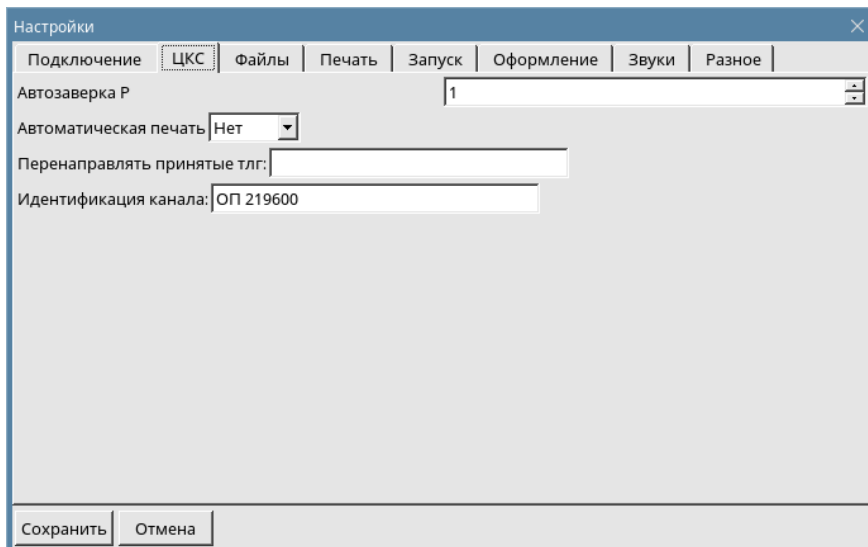 Настройки
Подключение ЦКС Файлы Печать Запуск Оформление Звуки Разное
Автозаверка Р 1
Автоматическая печать Нет
Перенаправлять принятые тлг:
Идентификация канала: ОП 219600
Сохранить Отмена